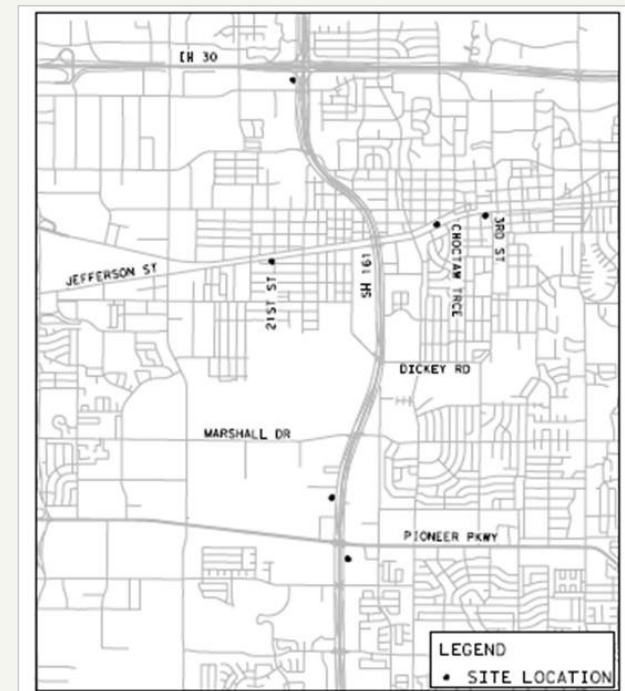 IH 30
JEFFERSON ST
21ST ST
SH 161
CHOCTAW TRCE
3RD ST
DICKEY RD
MARSHALL DR
PIONEER PKWY
LEGEND
SITE LOCATION